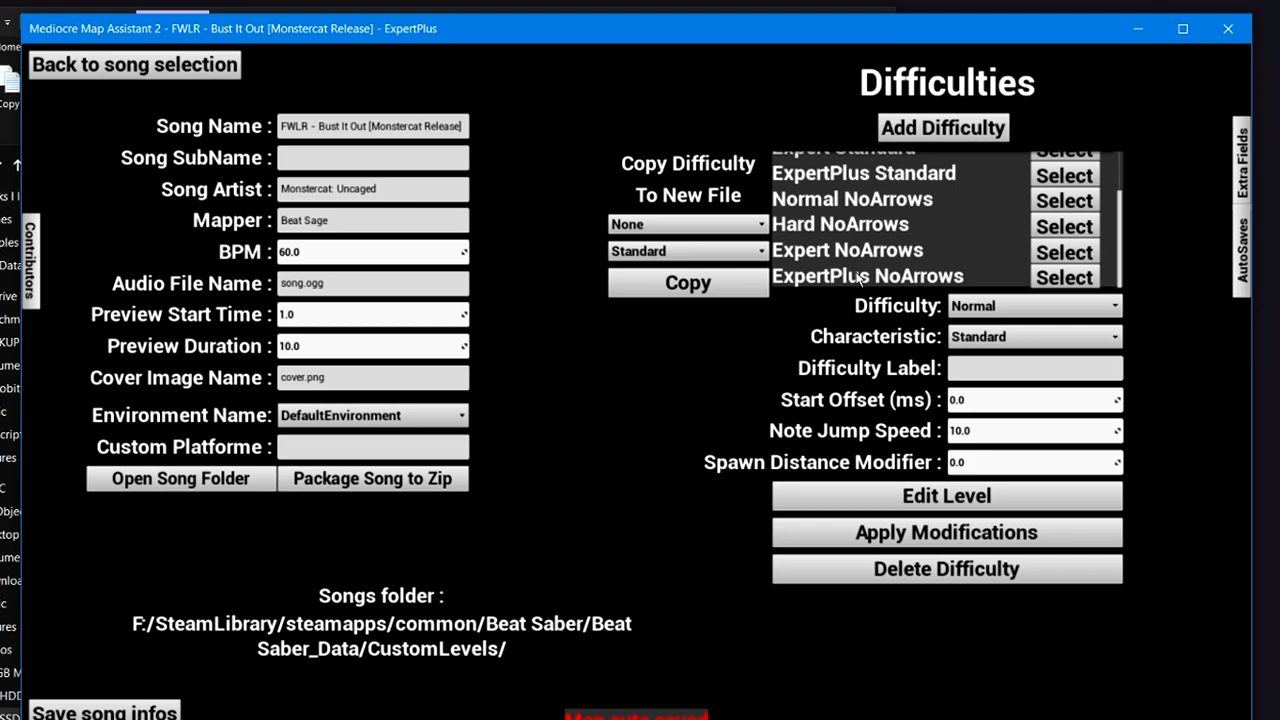 Mediocre Map Assistant 2 - FWLR - Bust It Out [Monstercat Release] - ExpertPlus
Back to song selection
Song Name : FWLR - Bust It Out [Monstercat Release]
Song SubName :
Song Artist : Monstercat: Uncaged
Mapper : Beat Sage
BPM : 60.0
Audio File Name : song.ogg
Preview Start Time : 1.0
Preview Duration : 10.0
Cover Image Name : cover.png
Environment Name: DefaultEnvironment
Custom Platforme :
Open Song Folder Package Song to Zip
Contributors
Songs folder :
F:/SteamLibrary/steamapps/common/Beat Saber/Beat
Saber_Data/CustomLevels/
Save song infos
Map auto saved
Copy Difficulty
To New File
None
Standard
Copy
Difficulties
Add Difficulty
Expert Standard Select
ExpertPlus Standard Select
Normal NoArrows Select
Hard NoArrows Select
Expert NoArrows Select
ExpertPlus NoArrows Select
Difficulty: Normal
Characteristic: Standard
Difficulty Label:
Start Offset (ms) : 0.0
Note Jump Speed : 10.0
Spawn Distance Modifier : 0.0
Edit Level
Apply Modifications
Delete Difficulty
Extra Fields
AutoSaves